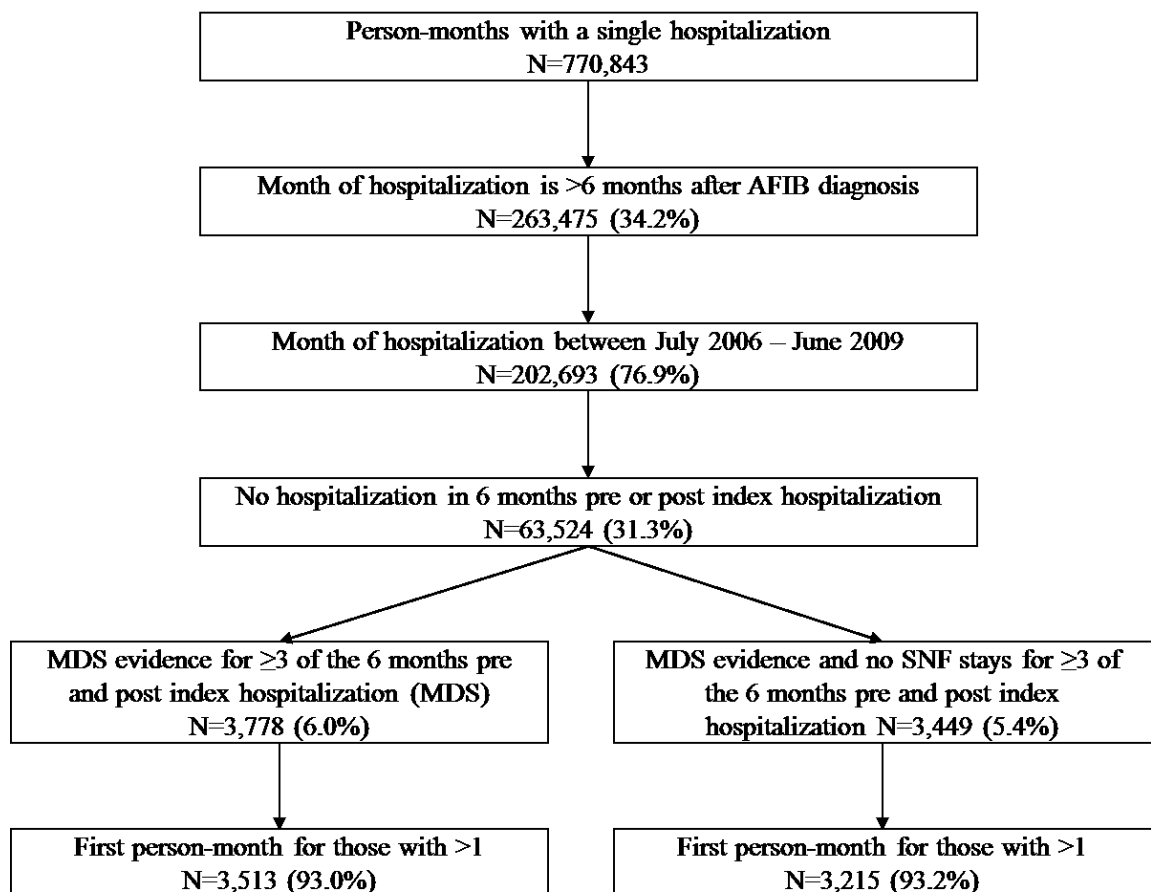 Person-months with a single hospitalization
N=770,843
Month of hospitalization is >6 months after AFIB diagnosis
N=263,475 (34.2%)
Month of hospitalization between July 2006 – June 2009
N=202,693 (76.9%)
No hospitalization in 6 months pre or post index hospitalization
N=63,524 (31.3%)
MDS evidence for ≥3 of the 6 months pre
and post index hospitalization (MDS)
N=3,778 (6.0%)
MDS evidence and no SNF stays for ≥3 of
the 6 months pre and post index
hospitalization N=3,449 (5.4%)
First person-month for those with >1
N=3,513 (93.0%)
First person-month for those with >1
N=3,215 (93.2%)